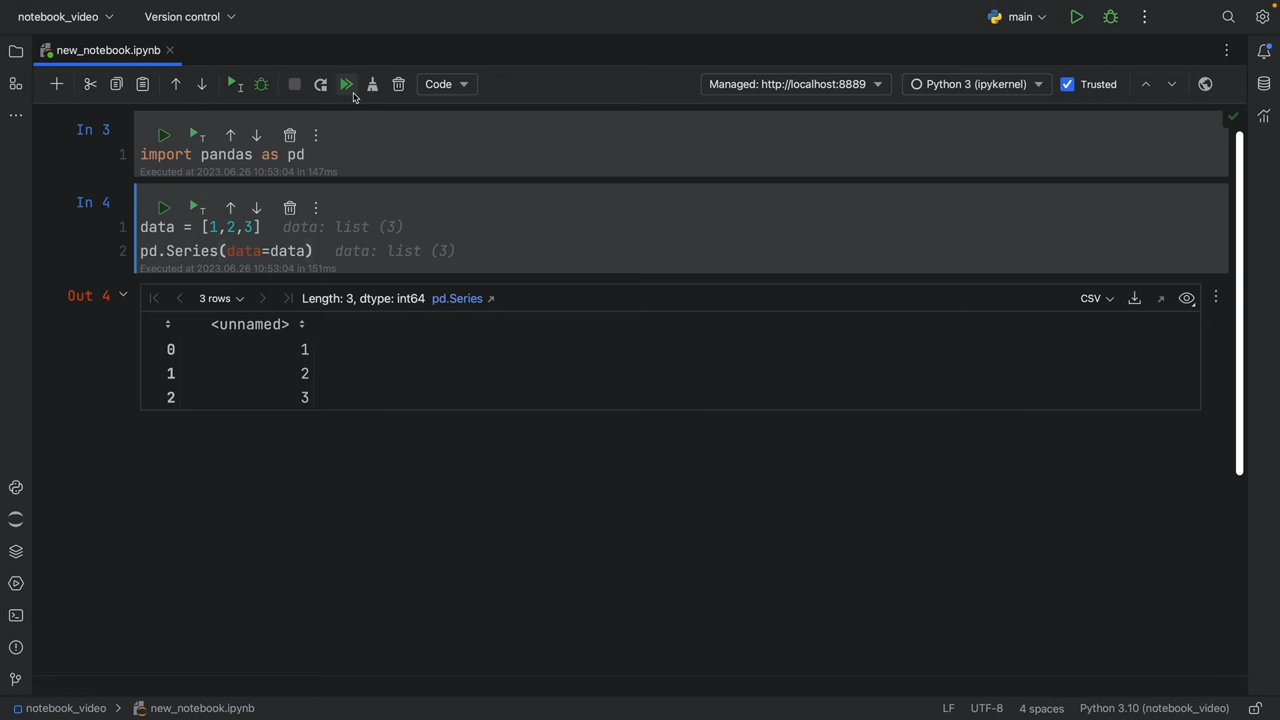 notebook_video Version control main
new_notebook.ipynb
Code Managed: http://localhost:8889 Python 3 (ipykernel) Trusted
In 3
1 import pandas as pd
Executed at 2023.06.26 10:53:04 in 147ms
In 4
1 data = [1,2,3] data: list (3)
2 pd.Series(data=data) data: list (3)
Executed at 2023.06.26 10:53:04 in 151ms
Out 4 3 rows Length: 3, dtype: int64 pd.Series CSV
<unnamed>
0 1
1 2
2 3
notebook_video new_notebook.ipynb LF UTF-8 4 spaces Python 3.10 (notebook_video)